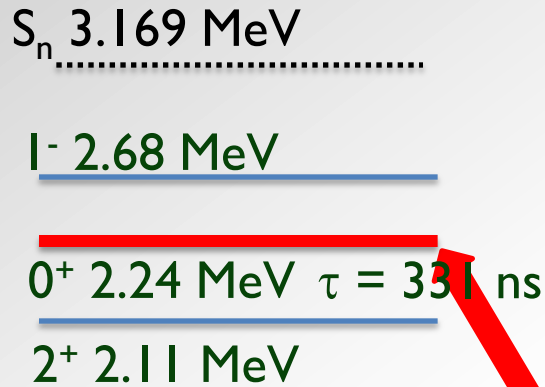 Sₙ 3.169 MeV
1⁻ 2.68 MeV
0⁺ 2.24 MeV τ = 331 ns
2⁺ 2.11 MeV